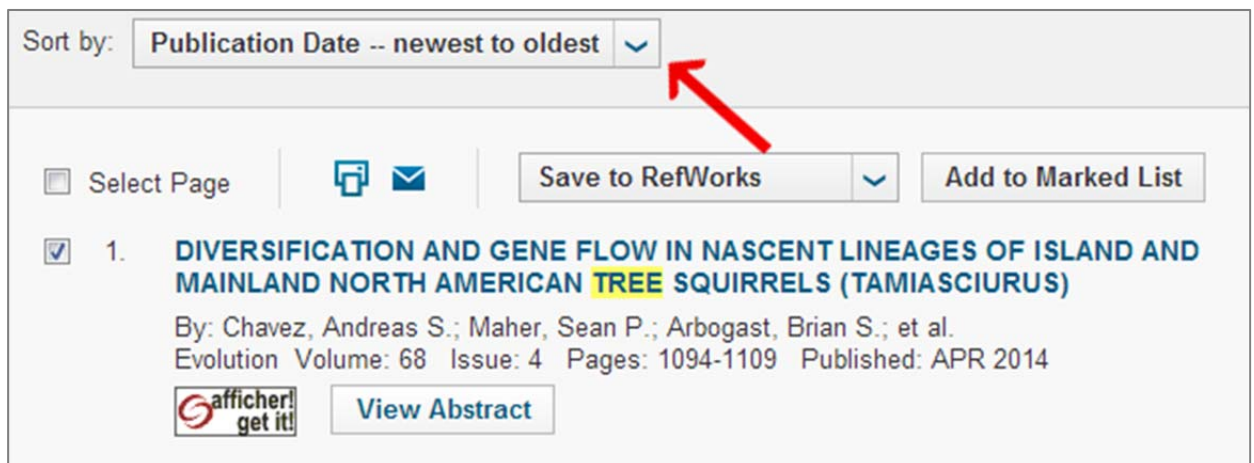 Sort by: Publication Date -- newest to oldest
Select Page Save to RefWorks Add to Marked List
1. DIVERSIFICATION AND GENE FLOW IN NASCENT LINEAGES OF ISLAND AND
MAINLAND NORTH AMERICAN TREE SQUIRRELS (TAMIASCIURUS)
By: Chavez, Andreas S.; Maher, Sean P.; Arbogast, Brian S.; et al.
Evolution Volume: 68 Issue: 4 Pages: 1094-1109 Published: APR 2014
afficher!
get it!
View Abstract